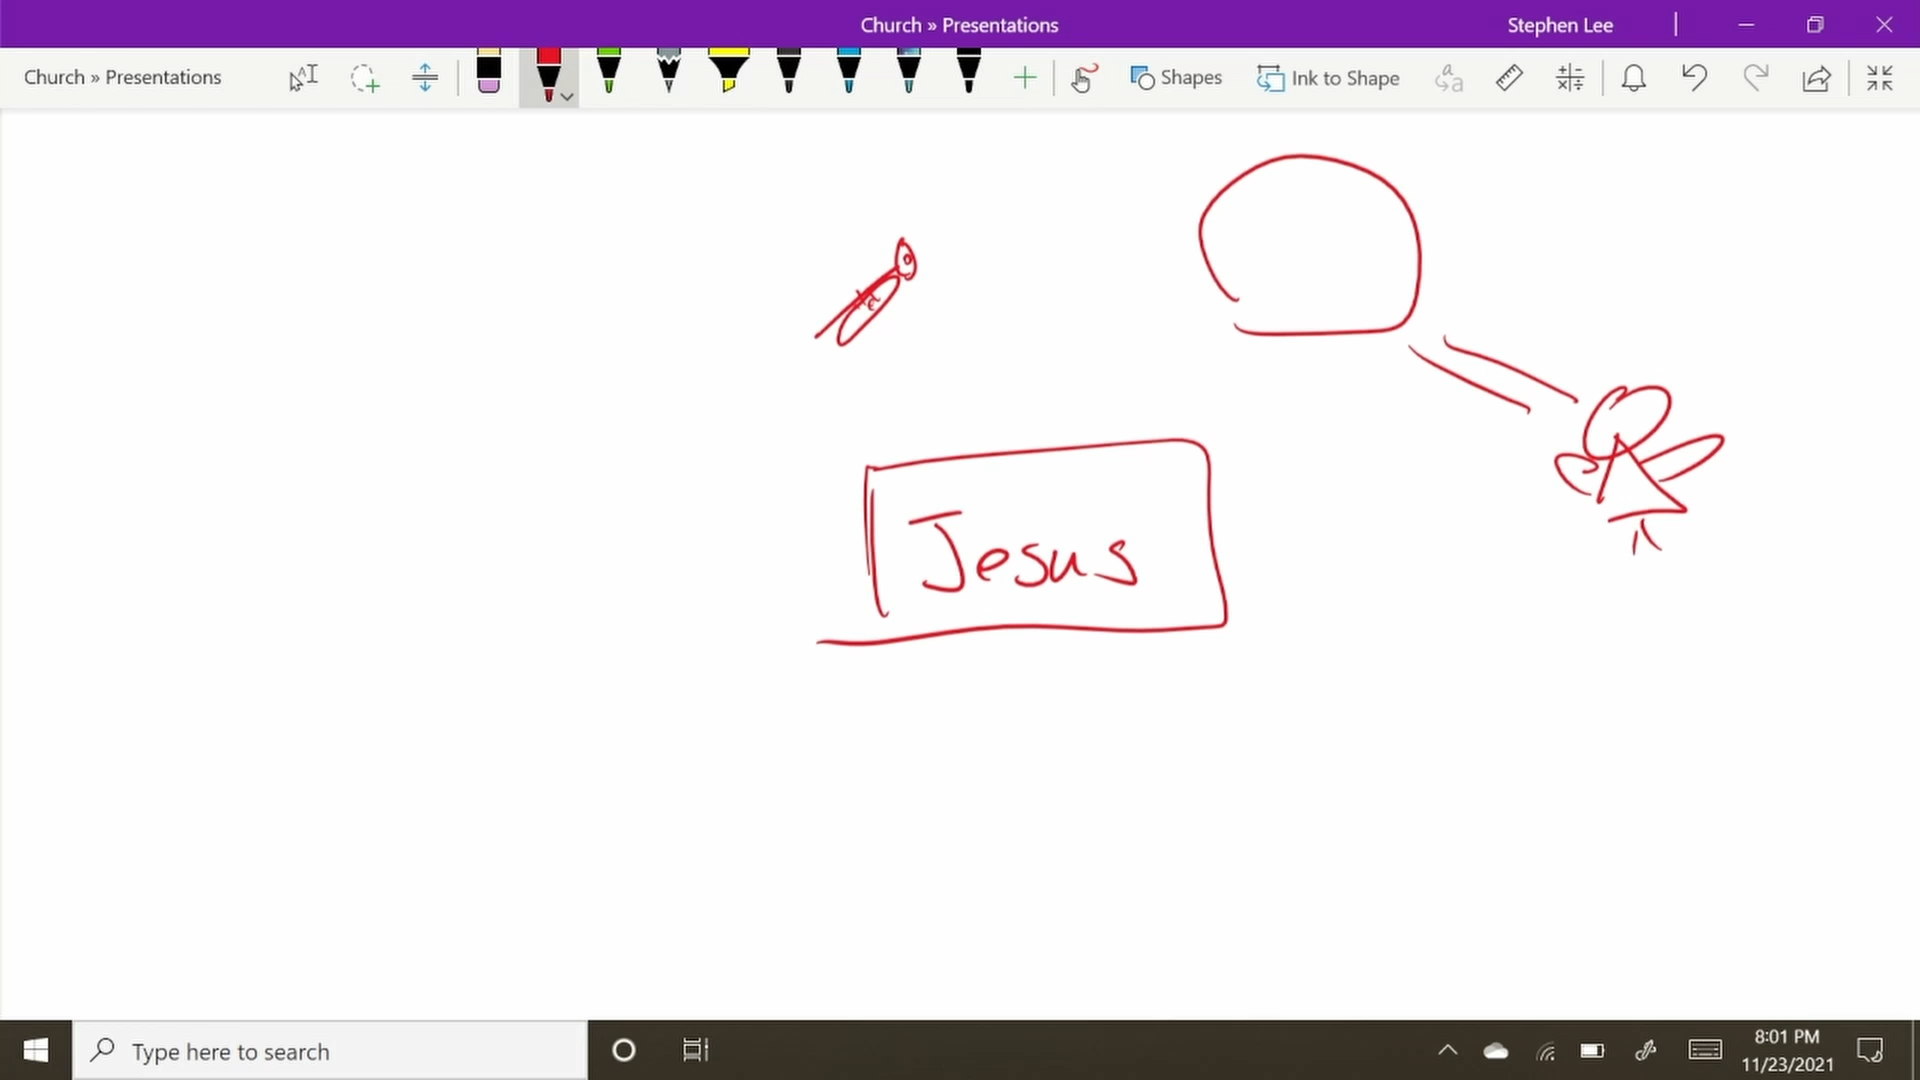 Church » Presentations
Stephen Lee
Church » Presentations
Shapes
Ink to Shape
Jesus
Type here to search
8:01 PM
11/23/2021